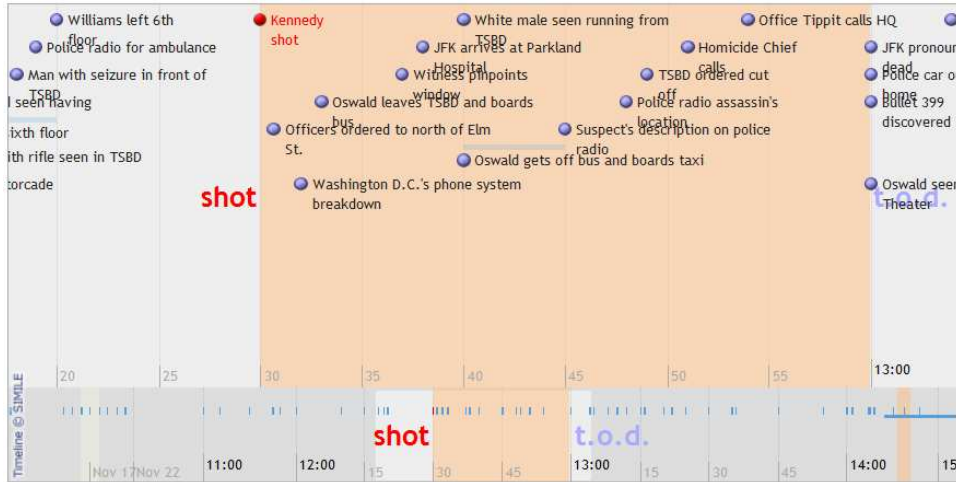 Williams left 6th
floor
Kennedy
shot
White male seen running from
TSBD
Office Tippit calls HQ
Police radio for ambulance
JFK arrives at Parkland
Hospital
Homicide Chief
calls
JFK pronoun
dead
Man with seizure in front of
TSBD
Witness pinpoints
window
TSBD ordered cut
off
Police car o
home
l seen having
Oswald leaves TSBD and boards
bus
Police radio assassin's
location
Bullet 399
discovered
sixth floor
Officers ordered to north of Elm
St.
Suspect's description on police
radio
ith rifle seen in TSBD
Oswald gets off bus and boards taxi
torcade
Washington D.C.'s phone system
breakdown
Oswald seen
Theater
shot
t.o.d.
20 25 30 35 40 45 50 55 13:00
Timeline © SIMILE
shot
t.o.d.
Nov 17 Nov 22 11:00 12:00 15 30 45 13:00 15 30 45 14:00 15